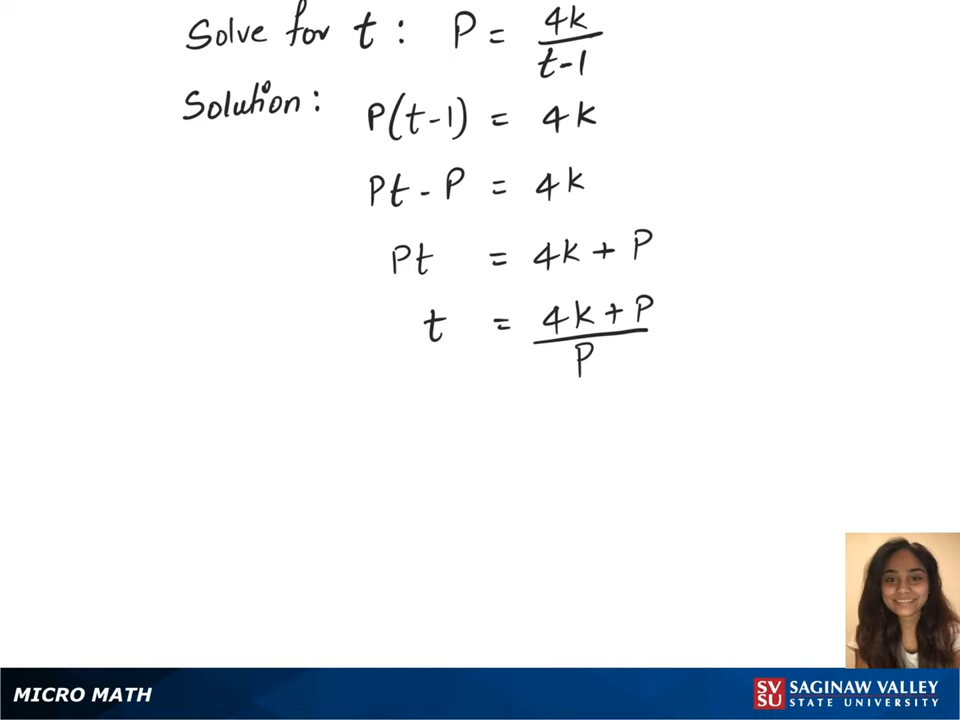 Solve for t : P = 4k / t-1
Solution : P(t-1) = 4k
Pt - P = 4k
Pt = 4k + P
t = 4k + P / P
MICRO MATH
SV SU SAGINAW VALLEY STATE UNIVERSITY